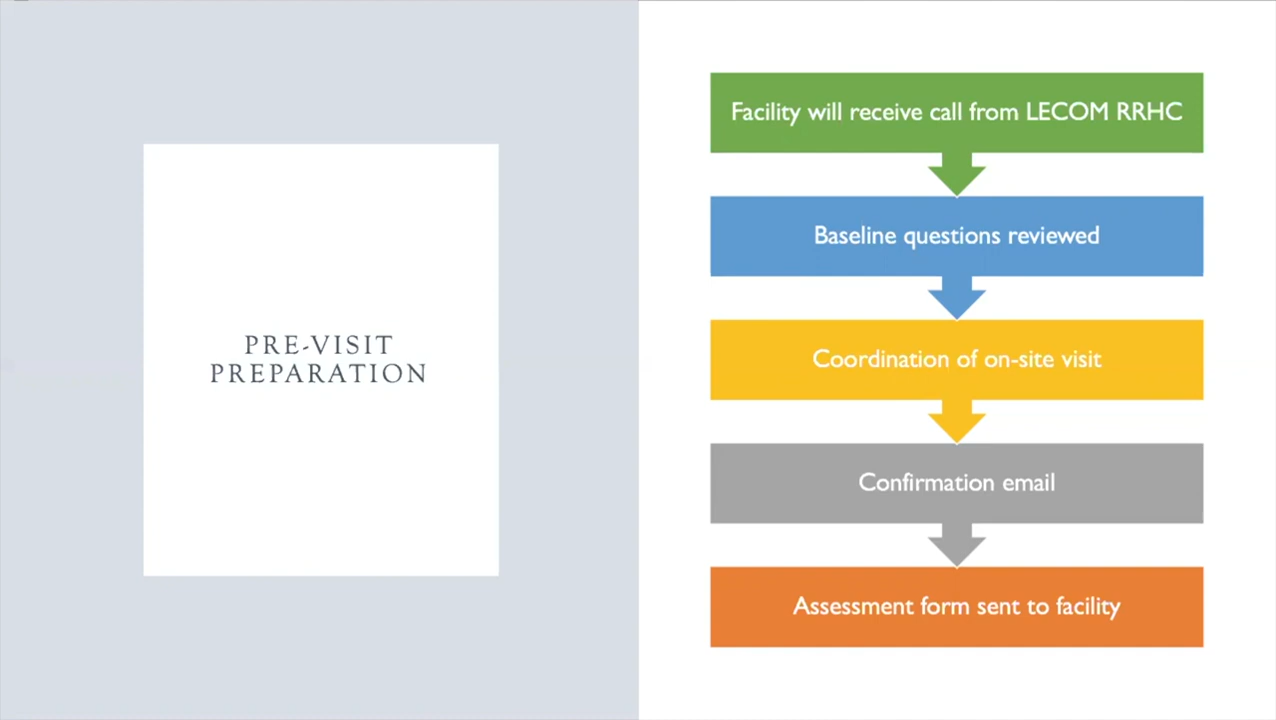 PRE-VISIT
PREPARATION
Facility will receive call from LECOM RRHC
Baseline questions reviewed
Coordination of on-site visit
Confirmation email
Assessment form sent to facility